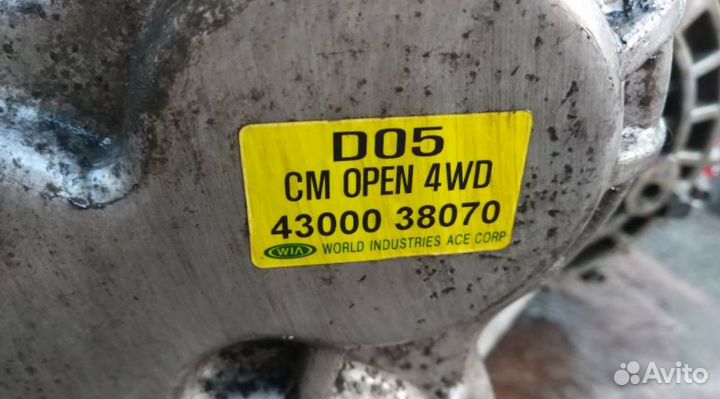 D05
CM OPEN 4WD
43000 38070
WIA WORLD INDUSTRIES ACE CORP
Avito